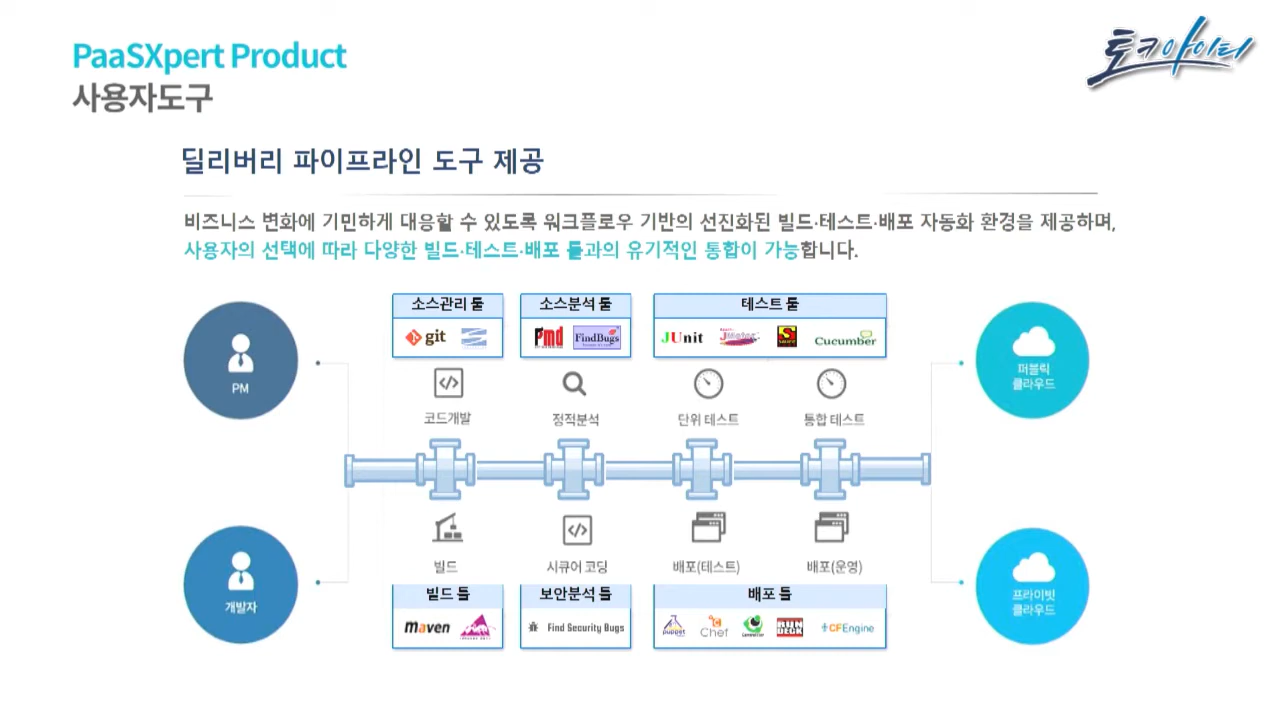 PaaSXpert Product
사용자도구
토크아이티
딜리버리 파이프라인 도구 제공
비즈니스 변화에 기민하게 대응할 수 있도록 워크플로우 기반의 선진화된 빌드·테스트·배포 자동화 환경을 제공하며,
사용자의 선택에 따라 다양한 빌드·테스트·배포 툴과의 유기적인 통합이 가능합니다.
소스관리 툴
소스분석 툴
테스트 툴
git
Pmd
FindBugs
JUnit
Cucumber
PM
퍼블릭
클라우드
코드개발
정적분석
단위 테스트
통합 테스트
빌드
시큐어 코딩
배포(테스트)
배포(운영)
개발자
프라이빗
클라우드
빌드 툴
보안분석 툴
배포 툴
maven
Find Security Bugs
puppet
Chef
RUN
DECK
CFEngine